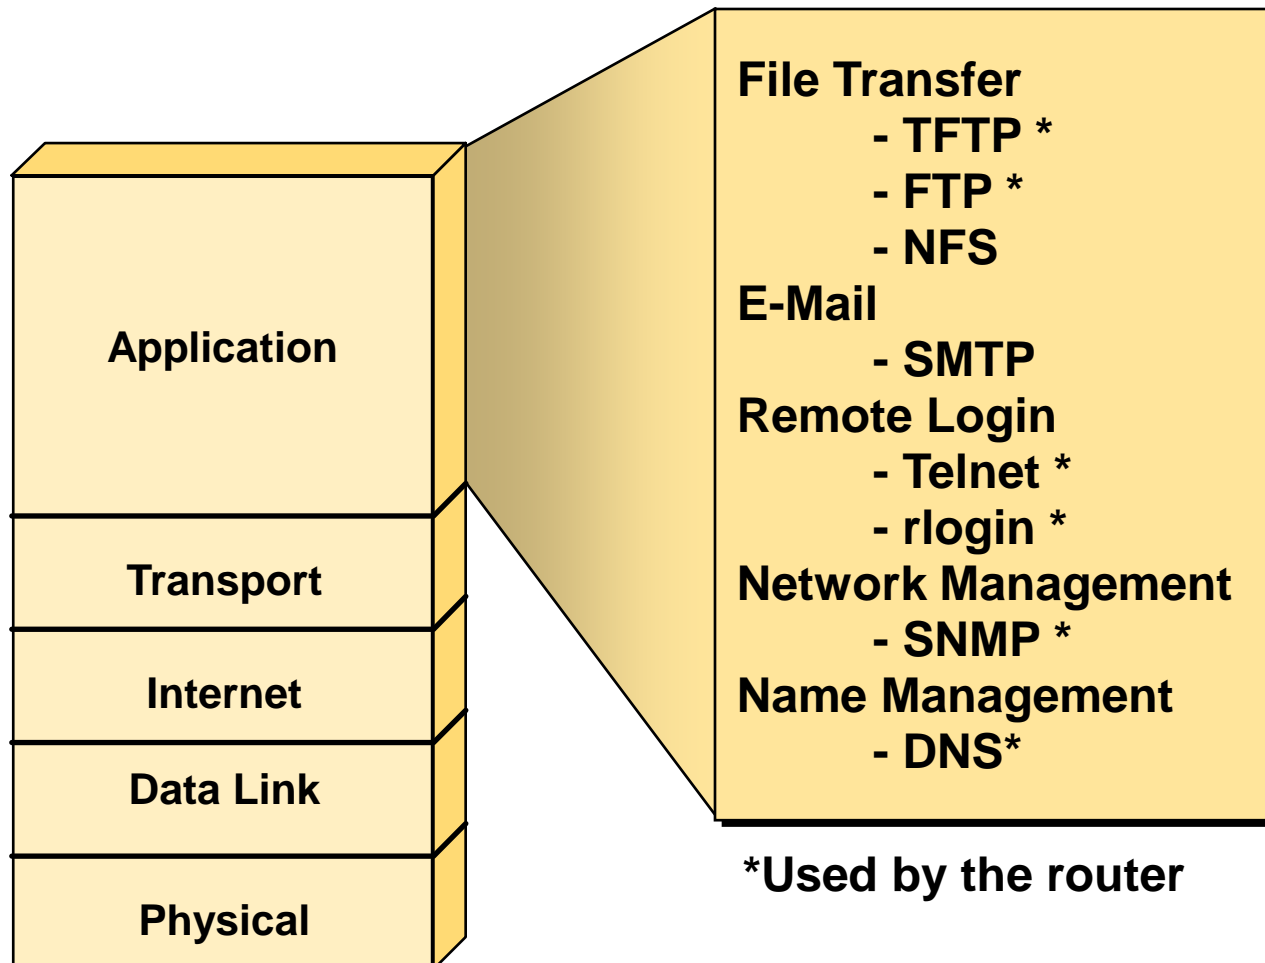 Application
Transport
Internet
Data Link
Physical
File Transfer
- TFTP *
- FTP *
- NFS
E-Mail
- SMTP
Remote Login
- Telnet *
- rlogin *
Network Management
- SNMP *
Name Management
- DNS*
*Used by the router